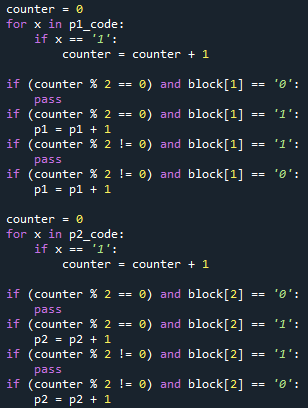 counter = 0
for x in p1_code:
    if x == '1':
        counter = counter + 1

if (counter % 2 == 0) and block[1] == '0':
    pass
if (counter % 2 == 0) and block[1] == '1':
    p1 = p1 + 1
if (counter % 2 != 0) and block[1] == '1':
    pass
if (counter % 2 != 0) and block[1] == '0':
    p1 = p1 + 1

counter = 0
for x in p2_code:
    if x == '1':
        counter = counter + 1

if (counter % 2 == 0) and block[2] == '0':
    pass
if (counter % 2 == 0) and block[2] == '1':
    p2 = p2 + 1
if (counter % 2 != 0) and block[2] == '1':
    pass
if (counter % 2 != 0) and block[2] == '0':
    p2 = p2 + 1